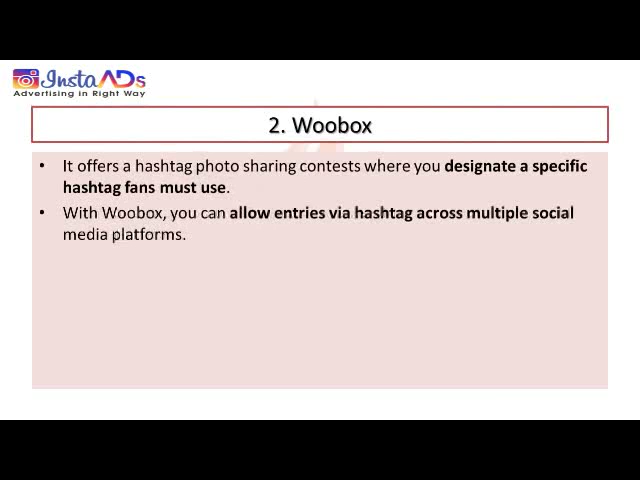 InstaADs
Advertising in Right Way
2. Woobox
• It offers a hashtag photo sharing contests where you designate a specific
hashtag fans must use.
• With Woobox, you can allow entries via hashtag across multiple social
media platforms.